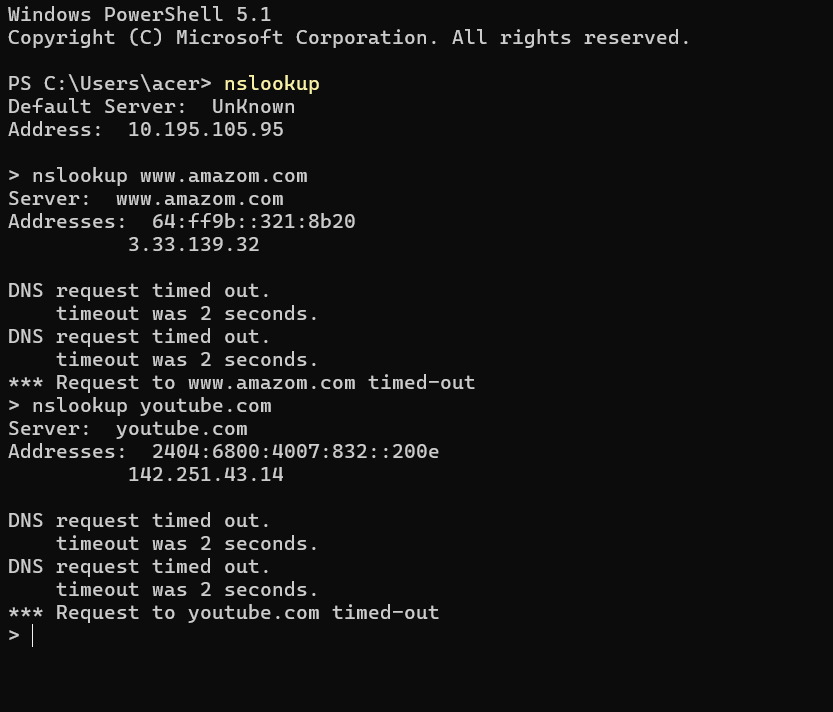 Windows PowerShell 5.1
Copyright (C) Microsoft Corporation. All rights reserved.
PS C:\Users\acer> nslookup
Default Server:  UnKnown
Address:  10.195.105.95
> nslookup www.amazom.com
Server:  www.amazom.com
Addresses:  64:ff9b::321:8b20
          3.33.139.32
DNS request timed out.
    timeout was 2 seconds.
DNS request timed out.
    timeout was 2 seconds.
*** Request to www.amazom.com timed-out
> nslookup youtube.com
Server:  youtube.com
Addresses:  2404:6800:4007:832::200e
          142.251.43.14
DNS request timed out.
    timeout was 2 seconds.
DNS request timed out.
    timeout was 2 seconds.
*** Request to youtube.com timed-out
>